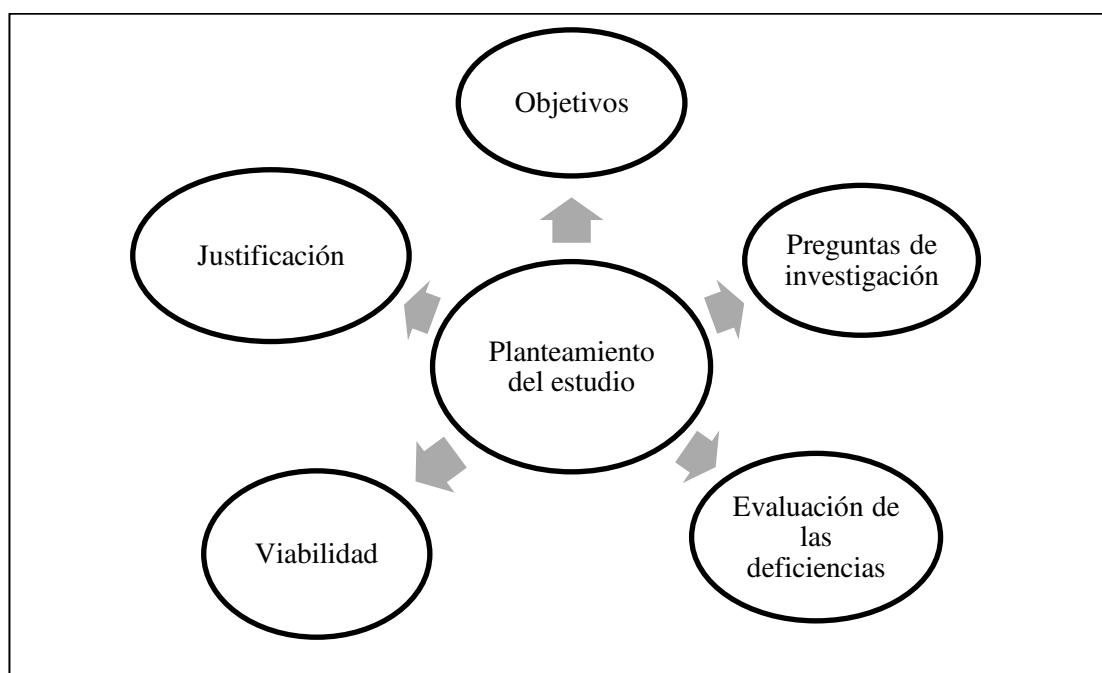 Objetivos
Justificación
Preguntas de
investigación
Planteamiento
del estudio
Viabilidad
Evaluación de
las
deficiencias